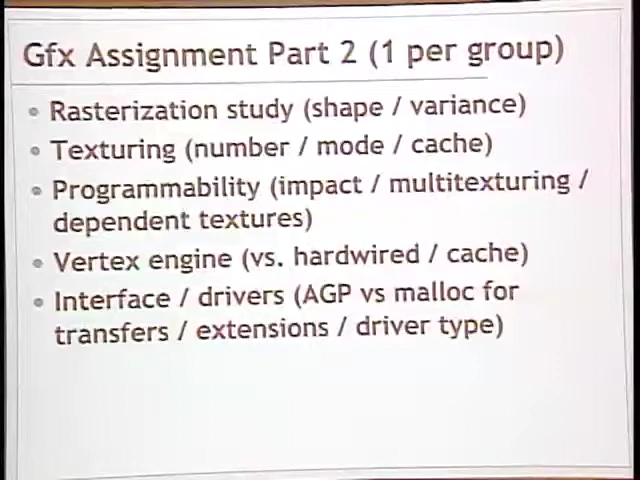 Gfx Assignment Part 2 (1 per group)
Rasterization study (shape / variance)
Texturing (number / mode / cache)
Programmability (impact / multitexturing /
dependent textures)
Vertex engine (vs. hardwired / cache)
Interface / drivers (AGP vs malloc for
transfers / extensions / driver type)